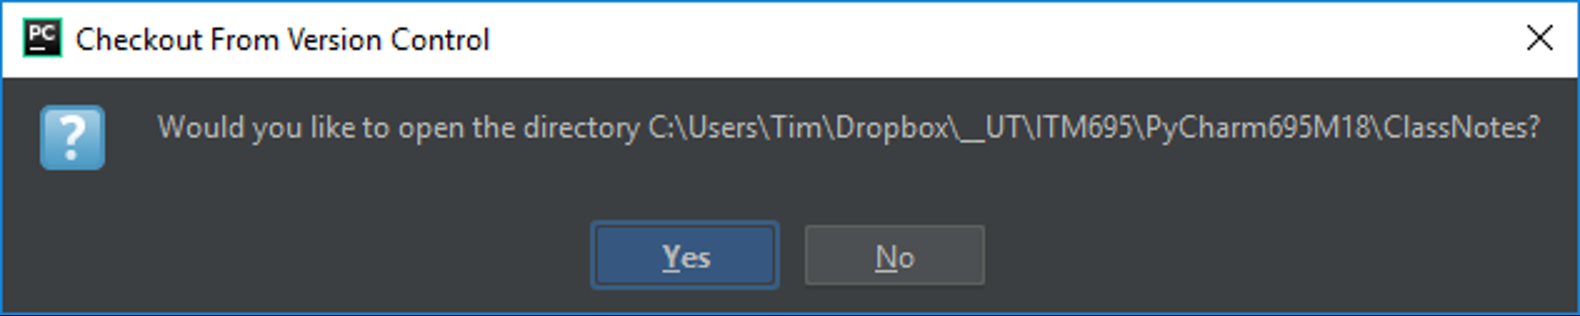 PC Checkout From Version Control
? Would you like to open the directory C:\Users\Tim\Dropbox\__UT\ITM695\PyCharm695M18\ClassNotes?
Yes No